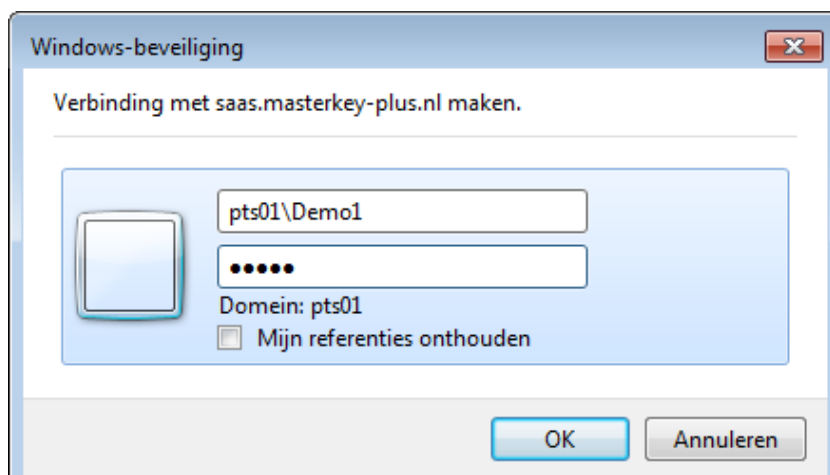 Windows-beveiliging
Verbinding met saas.masterkey-plus.nl maken.
pts01\Demo1
●●●●●
Domein: pts01
Mijn referenties onthouden
OK
Annuleren